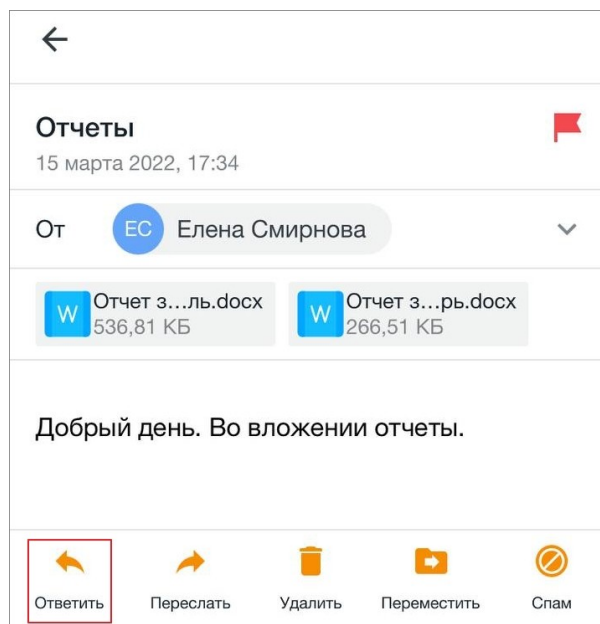 Отчеты
15 марта 2022, 17:34
От ЕС Елена Смирнова
W Отчет з...ль.docx W Отчет з...рь.docx
536,81 КБ 266,51 КБ
Добрый день. Во вложении отчеты.
Ответить Переслать Удалить Переместить Спам